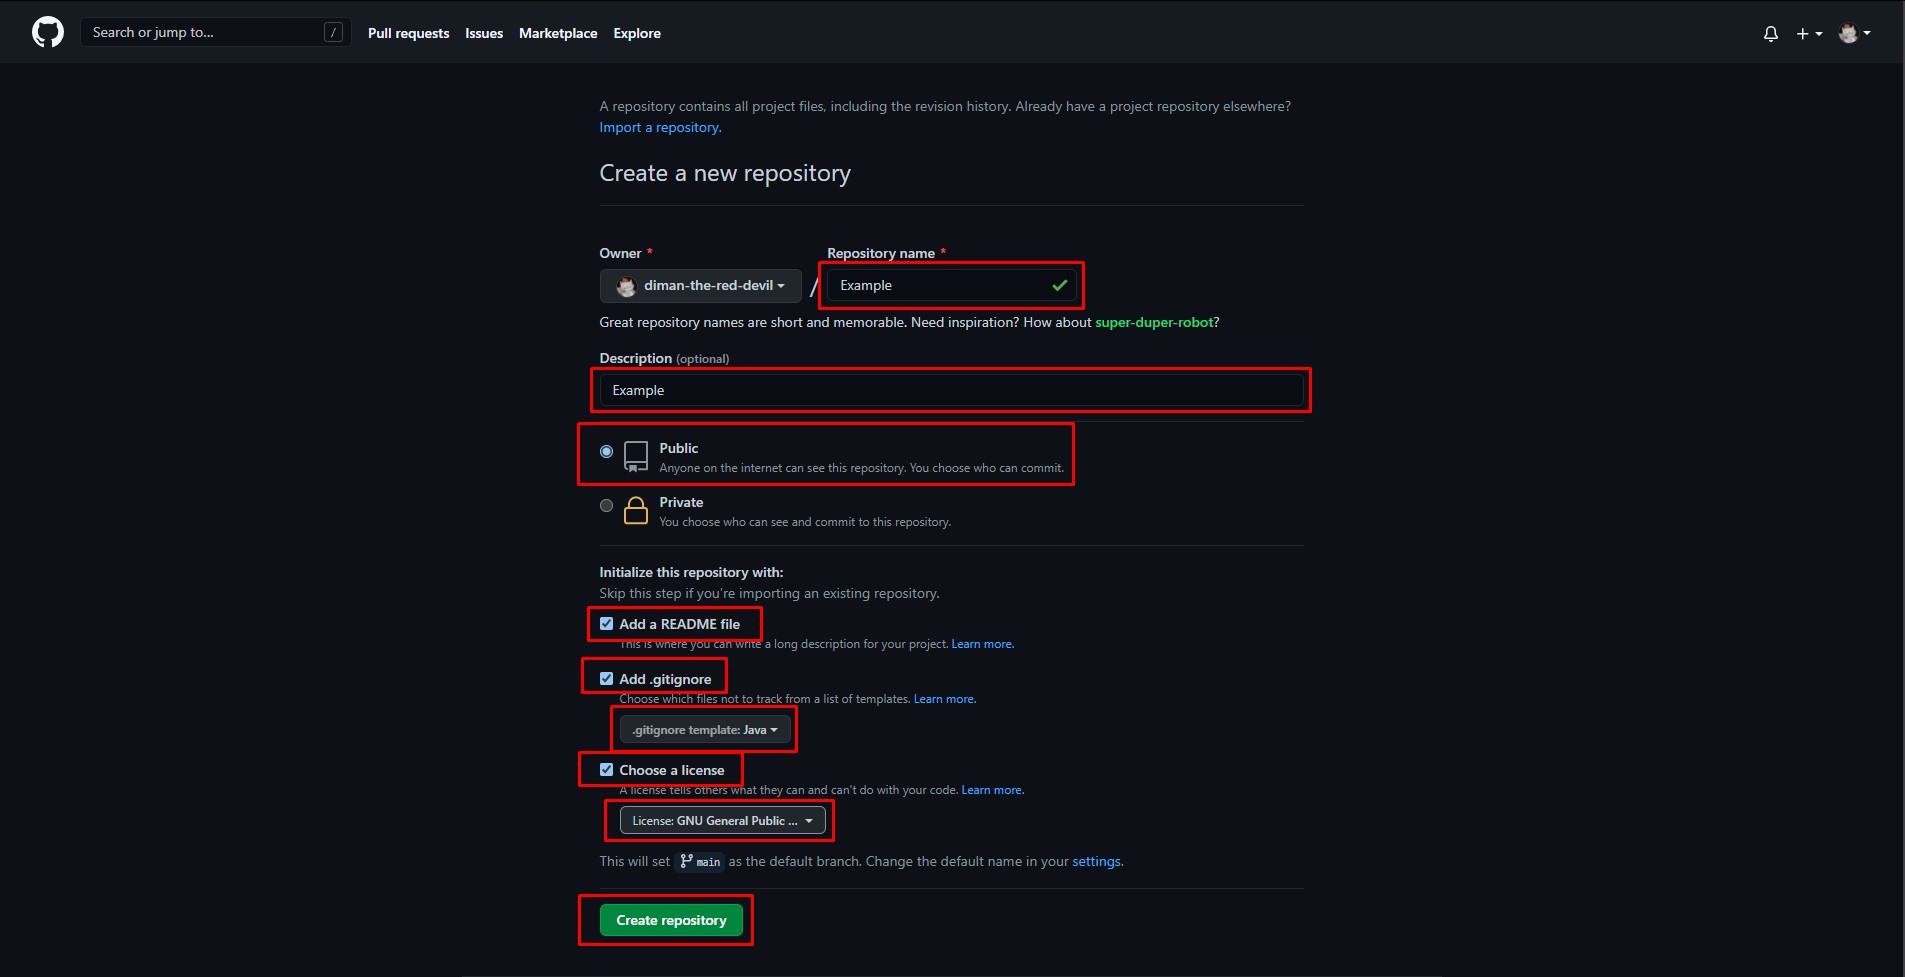 Search or jump to... /
Pull requests Issues Marketplace Explore
A repository contains all project files, including the revision history. Already have a project repository elsewhere?
Import a repository.
Create a new repository
Owner * Repository name *
diman-the-red-devil / Example
Great repository names are short and memorable. Need inspiration? How about super-duper-robot?
Description (optional)
Example
Public
Anyone on the internet can see this repository. You choose who can commit.
Private
You choose who can see and commit to this repository.
Initialize this repository with:
Skip this step if you’re importing an existing repository.
Add a README file
This is where you can write a long description for your project. Learn more.
Add .gitignore
Choose which files not to track from a list of templates. Learn more.
.gitignore template: Java
Choose a license
A license tells others what they can and can't do with your code. Learn more.
License: GNU General Public ...
This will set main as the default branch. Change the default name in your settings.
Create repository